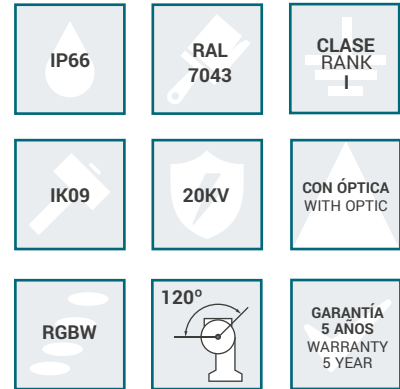 IP66
RAL
7043
CLASE
RANK
I
IK09
20KV
CON ÓPTICA
WITH OPTIC
RGBW
120º
GARANTÍA
5 AÑOS
WARRANTY
5 YEAR